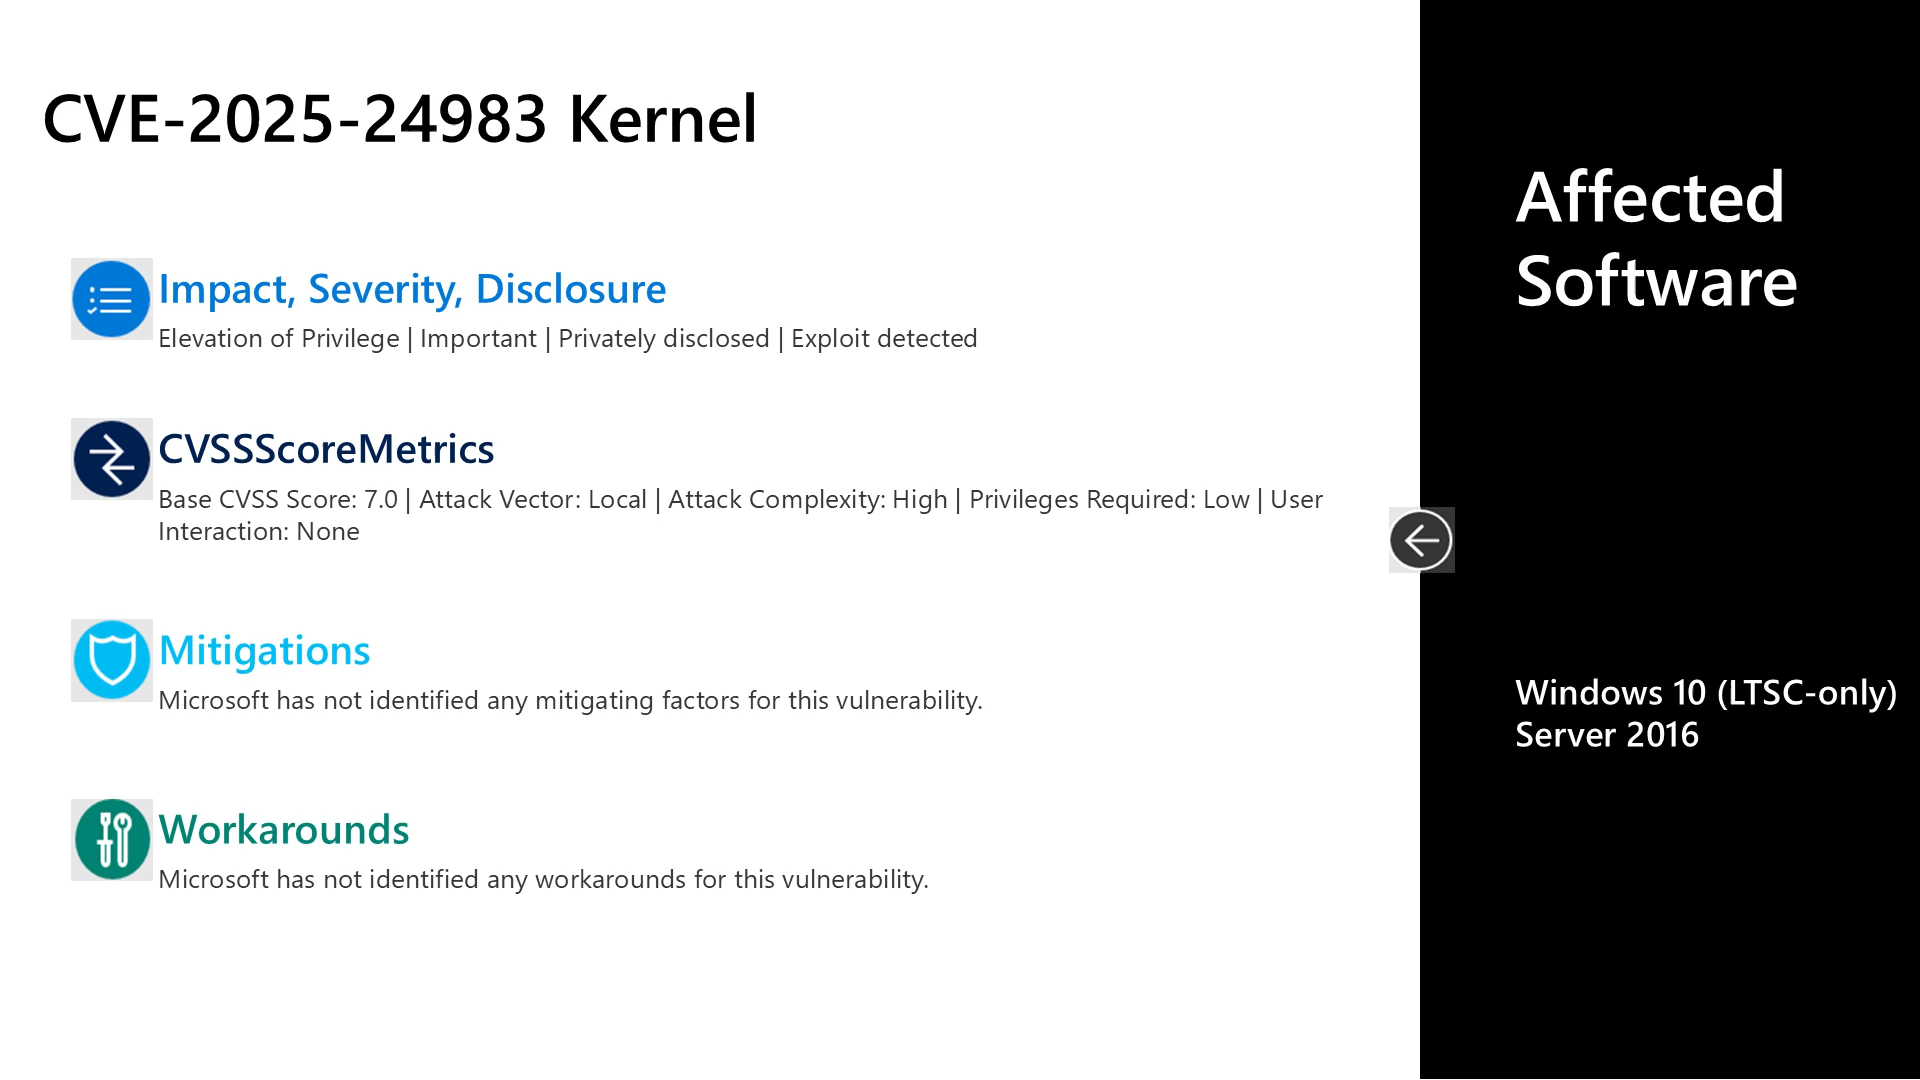 CVE-2025-24983 Kernel
Impact, Severity, Disclosure
Elevation of Privilege | Important | Privately disclosed | Exploit detected
CVSSScoreMetrics
Base CVSS Score: 7.0 | Attack Vector: Local | Attack Complexity: High | Privileges Required: Low | User
Interaction: None
Mitigations
Microsoft has not identified any mitigating factors for this vulnerability.
Workarounds
Microsoft has not identified any workarounds for this vulnerability.
Affected
Software
Windows 10 (LTSC-only)
Server 2016